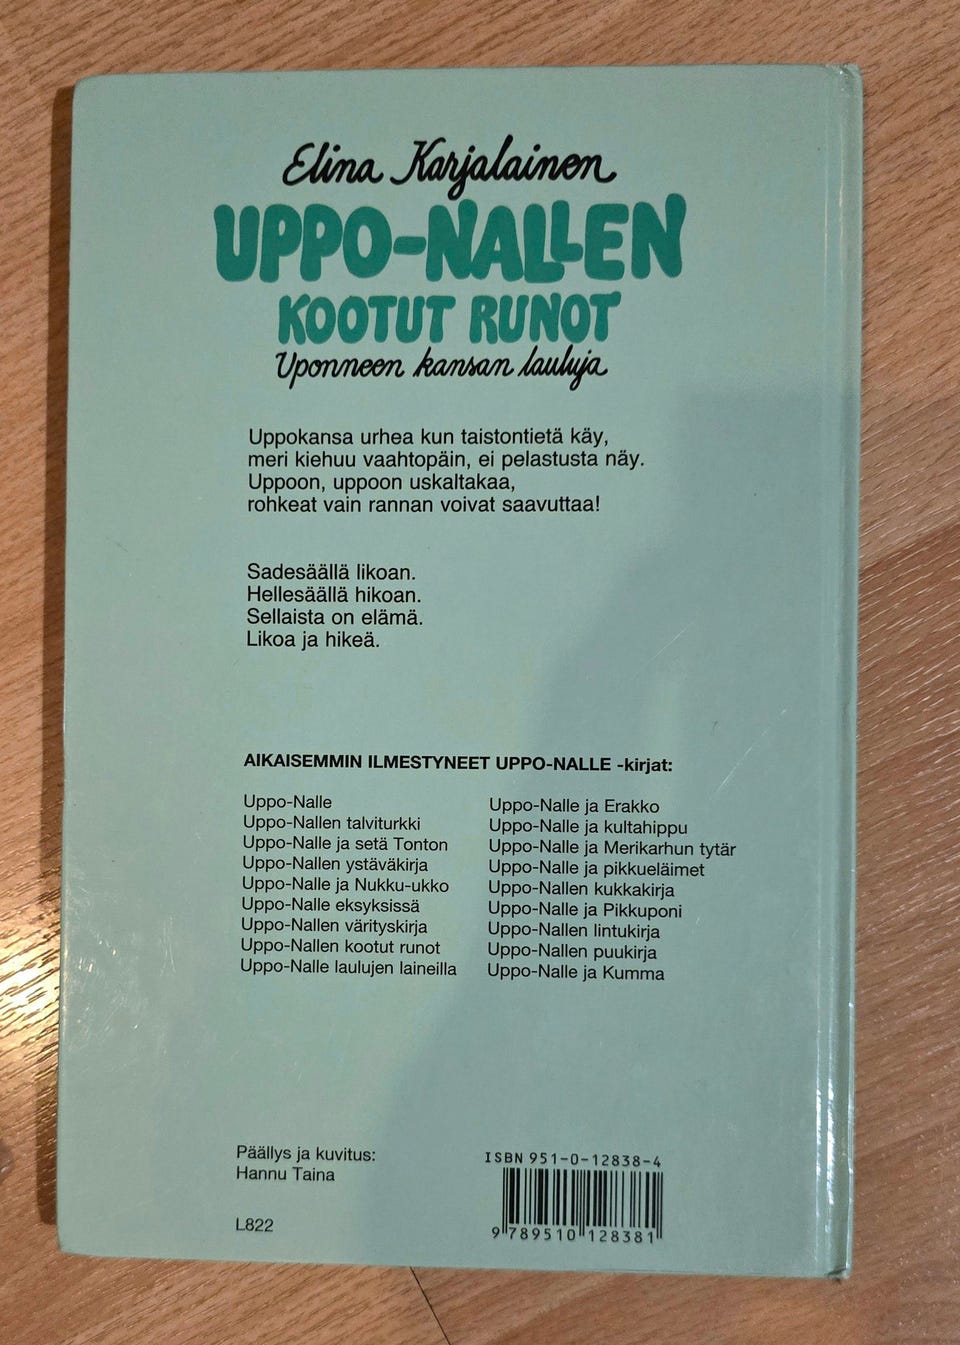 Elina Karjalainen
UPPO-NALLEN
KOOTUT RUNOT
Uponneen kansan lauluja
Uppokansa urhea kun taistontietä käy,
meri kiehuu vaahtopäin, ei pelastusta näy.
Uppoon, uppoon uskaltakaa,
rohkeat vain rannan voivat saavuttaa!
Sadesäällä likoan.
Hellesäällä hikoan.
Sellaista on elämä.
Likoa ja hikeä.
AIKAISEMMIN ILMESTYNEET UPPO-NALLE -kirjat:
Uppo-Nalle
Uppo-Nallen talviturkki
Uppo-Nalle ja setä Tonton
Uppo-Nallen ystäväkirja
Uppo-Nalle ja Nukku-ukko
Uppo-Nalle eksyksissä
Uppo-Nallen värityskirja
Uppo-Nallen kootut runot
Uppo-Nalle laulujen laineilla
Uppo-Nalle ja Erakko
Uppo-Nalle ja kultahippu
Uppo-Nalle ja Merikarhun tytär
Uppo-Nalle ja pikkueläimet
Uppo-Nallen kukkakirja
Uppo-Nalle ja Pikkuponi
Uppo-Nallen lintukirja
Uppo-Nallen puukirja
Uppo-Nalle ja Kumma
Päällys ja kuvitus:
Hannu Taina
L822
ISBN 951-0-12838-4
9 789510 128381